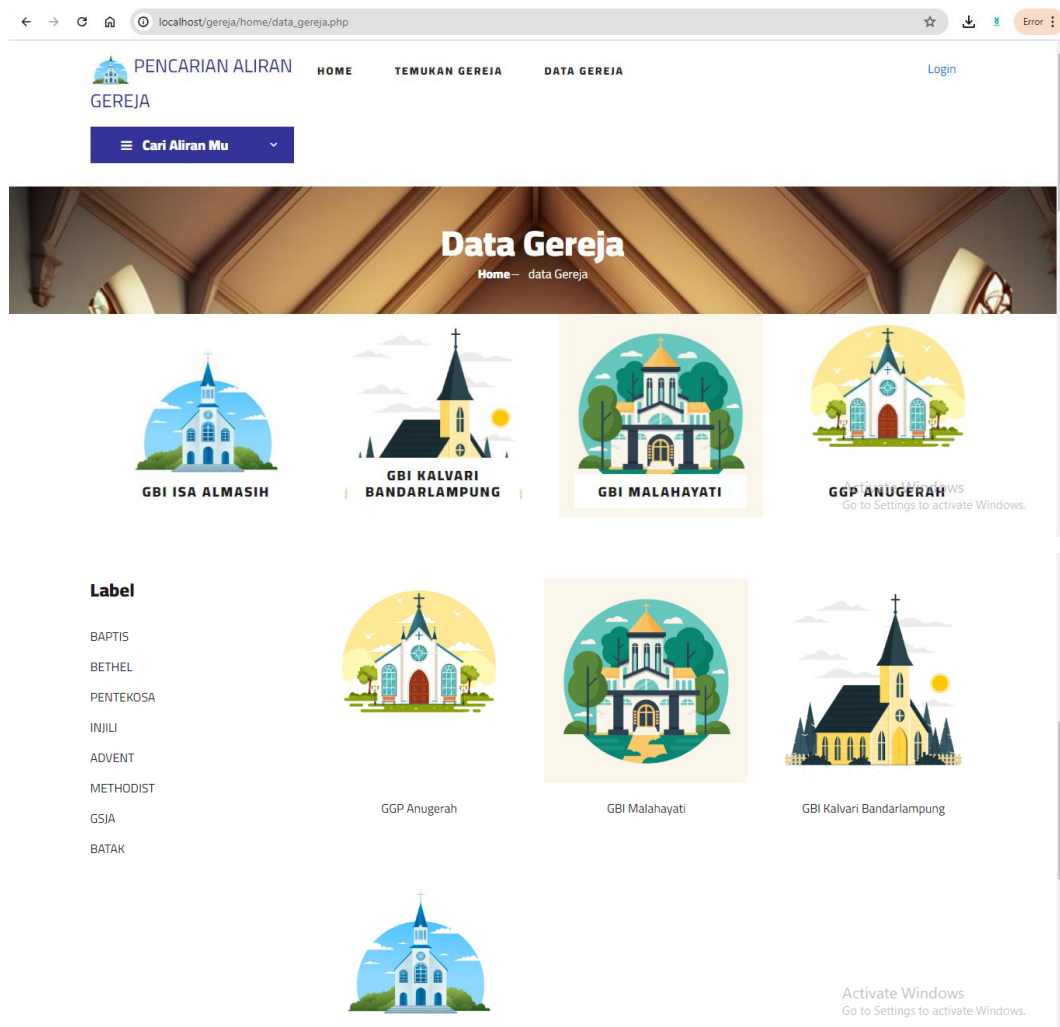 localhost/gereja/home/data_gereja.php
Error
PENCARIAN ALIRAN
GEREJA
HOME
TEMUKAN GEREJA
DATA GEREJA
Login
Cari Aliran Mu
Data Gereja
Home – data Gereja
GBI ISA ALMASIH
GBI KALVARI
BANDARLAMPUNG
GBI MALAHAYATI
GGP ANUGERAH
Activate Windows
Go to Settings to activate Windows.
Label
BAPTIS
BETHEL
PENTEKOSA
INJILI
ADVENT
METHODIST
GSJA
BATAK
GGP Anugerah
GBI Malahayati
GBI Kalvari Bandarlampung
Activate Windows
Go to Settings to activate Windows.